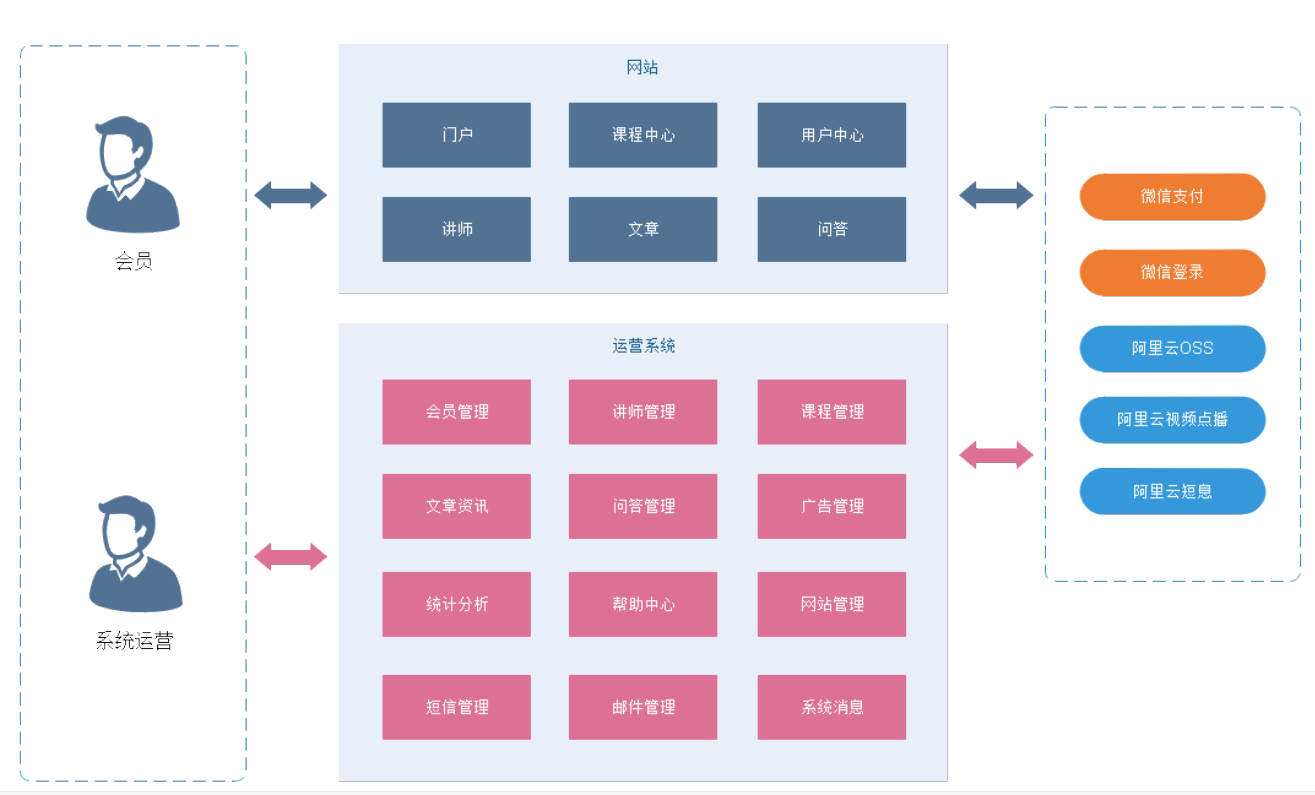 会员
系统运营
网站
门户
课程中心
用户中心
讲师
文章
问答
运营系统
会员管理
讲师管理
课程管理
文章资讯
问答管理
广告管理
统计分析
帮助中心
网站管理
短信管理
邮件管理
系统消息
微信支付
微信登录
阿里云OSS
阿里云视频点播
阿里云短息